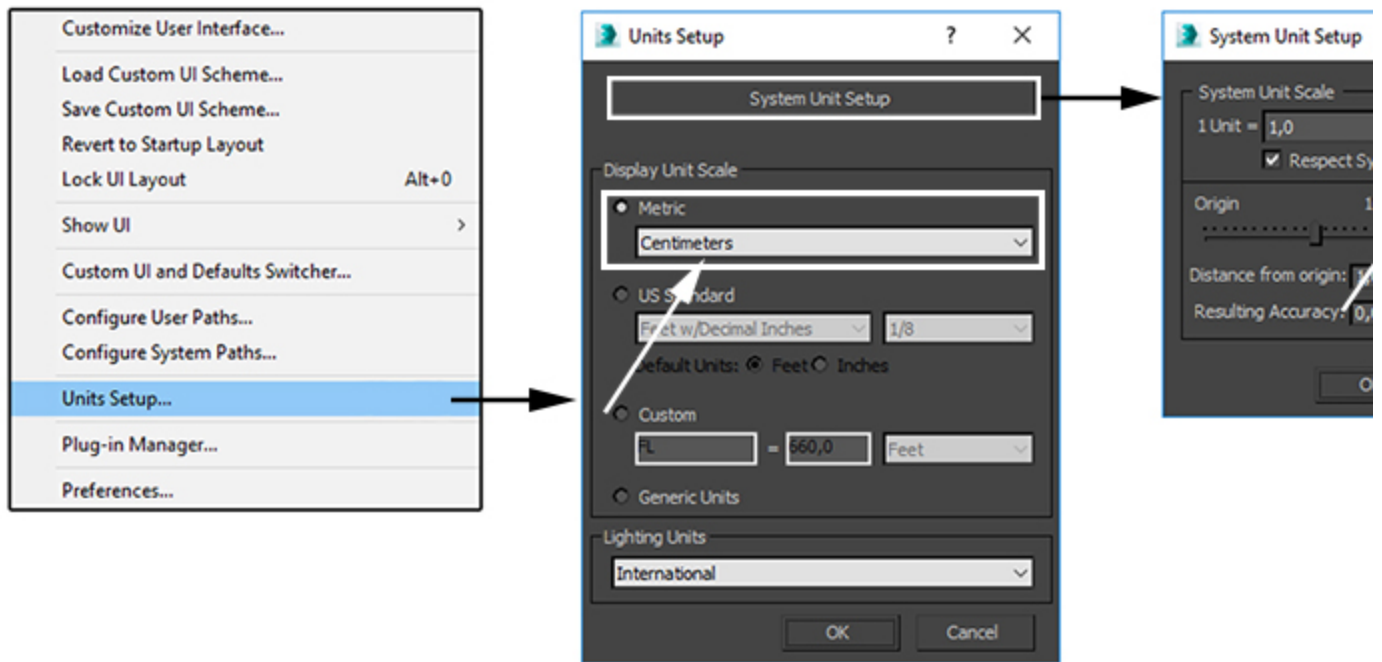 Customize User Interface...
Load Custom UI Scheme...
Save Custom UI Scheme...
Revert to Startup Layout
Lock UI Layout Alt+0
Show UI
Custom UI and Defaults Switcher...
Configure User Paths...
Configure System Paths...
Units Setup...
Plug-in Manager...
Preferences...
Units Setup ? X
System Unit Setup
Display Unit Scale
Metric
Centimeters
US Standard
Feet w/Decimal Inches 1/8
Default Units: Feet Inches
Custom
FL = 660,0 Feet
Generic Units
Lighting Units
International
OK Cancel
System Unit Setup
System Unit Scale
1 Unit = 1,0
Respect Sy
Origin 1
Distance from origin:
Resulting Accuracy: 0,